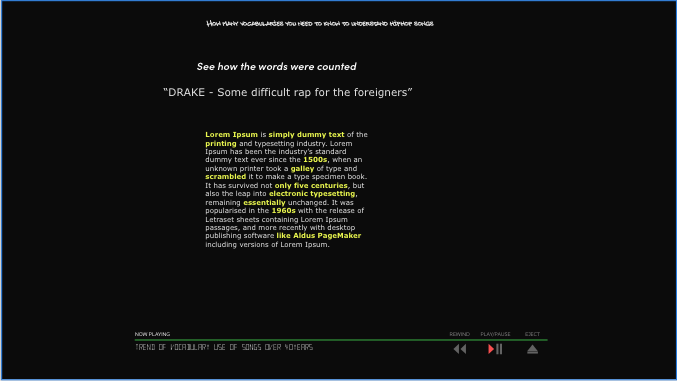 How many vocabularies you need to know to understand hiphop songs
See how the words were counted
“DRAKE - Some difficult rap for the foreigners”
Lorem Ipsum is simply dummy text of the
printing and typesetting industry. Lorem
Ipsum has been the industry's standard
dummy text ever since the 1500s, when an
unknown printer took a galley of type and
scrambled it to make a type specimen book.
It has survived not only five centuries, but
also the leap into electronic typesetting,
remaining essentially unchanged. It was
popularised in the 1960s with the release of
Letraset sheets containing Lorem Ipsum
passages, and more recently with desktop
publishing software like Aldus PageMaker
including versions of Lorem Ipsum.
NOW PLAYING
REWIND PLAY/PAUSE EJECT
TREND OF VOCABULARY USE OF SONGS OVER 40YEARS